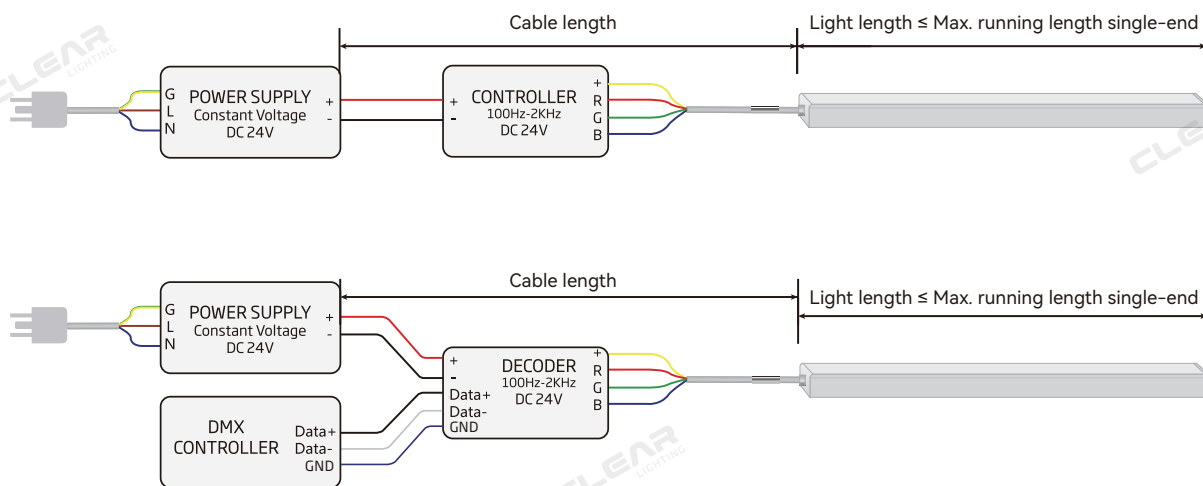 Cable length
Light length ≤ Max. running length single-end
CLEAR
LIGHTING
G
L
N
POWER SUPPLY
Constant Voltage
DC 24V
+
-
+
-
CONTROLLER
100Hz-2KHz
DC 24V
+
R
G
B
CLE
Cable length
Light length ≤ Max. running length single-end
G
L
N
POWER SUPPLY
Constant Voltage
DC 24V
+
-
+
-
Data+
Data-
GND
DECODER
100Hz-2KHz
DC 24V
+
R
G
B
DMX
CONTROLLER
Data+
Data-
GND
CLEAR
LIGHTING